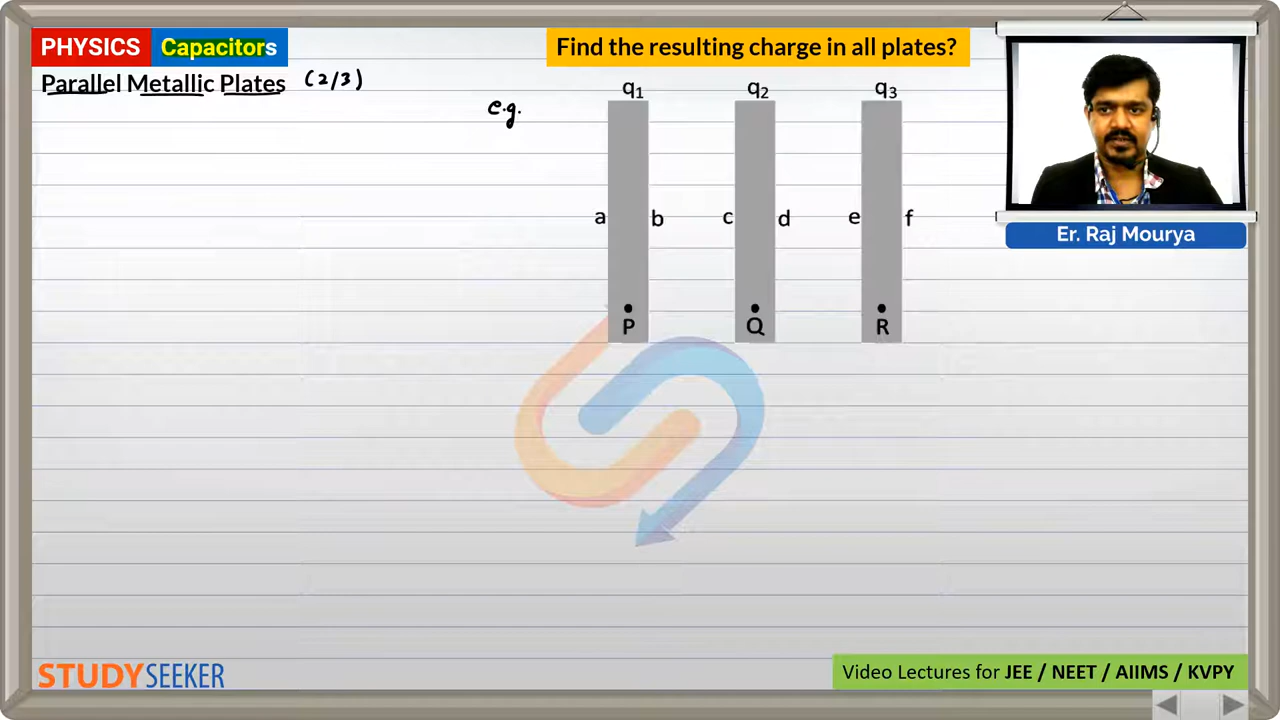 PHYSICS Capacitors
Find the resulting charge in all plates?
Parallel Metallic Plates (2/3)
e.g.
q₁ q₂ q₃
a b c d e f
P Q R
Er. Raj Mourya
STUDYSEEKER
Video Lectures for JEE / NEET / AIIMS / KVPY